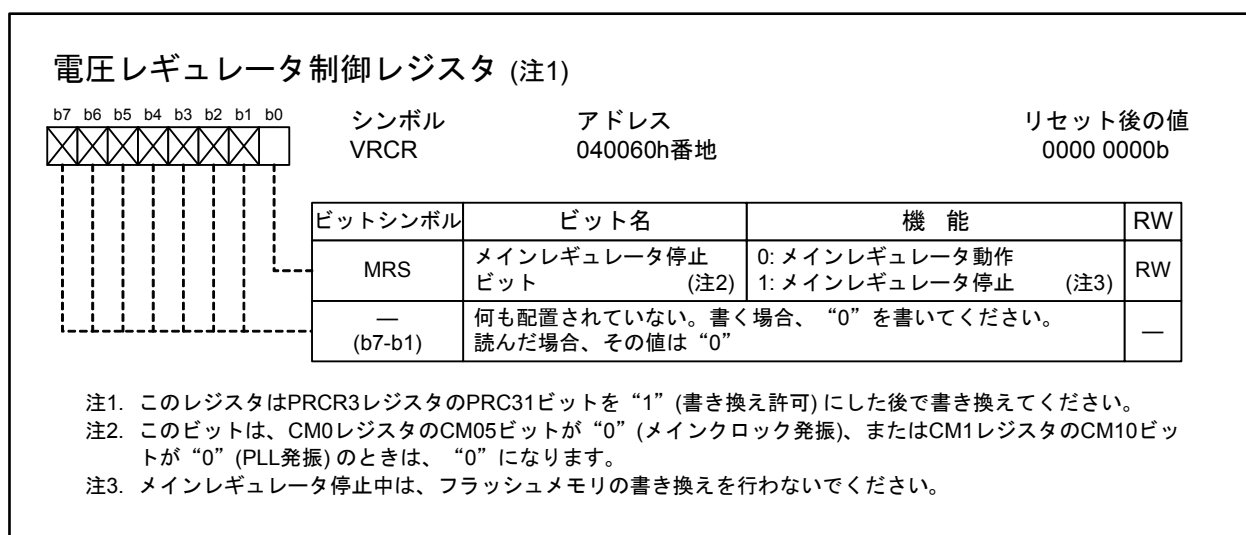 電圧レギュレータ制御レジスタ (注1)
b7 b6 b5 b4 b3 b2 b1 b0
シンボル アドレス リセット後の値
VRCR 040060h番地 0000 0000b
ビットシンボル ビット名 機 能 RW
MRS メインレギュレータ停止ビット (注2) 0: メインレギュレータ動作 RW
1: メインレギュレータ停止 (注3)
— (b7-b1) 何も配置されていない。書く場合、“0”を書いてください。 —
読んだ場合、その値は“0”
注1. このレジスタはPRCR3レジスタのPRC31ビットを“1”(書き換え許可) にした後で書き換えてください。
注2. このビットは、CM0レジスタのCM05ビットが“0”(メインクロック発振)、またはCM1レジスタのCM10ビッ
トが“0”(PLL発振) のときは、“0”になります。
注3. メインレギュレータ停止中は、フラッシュメモリの書き換えを行わないでください。